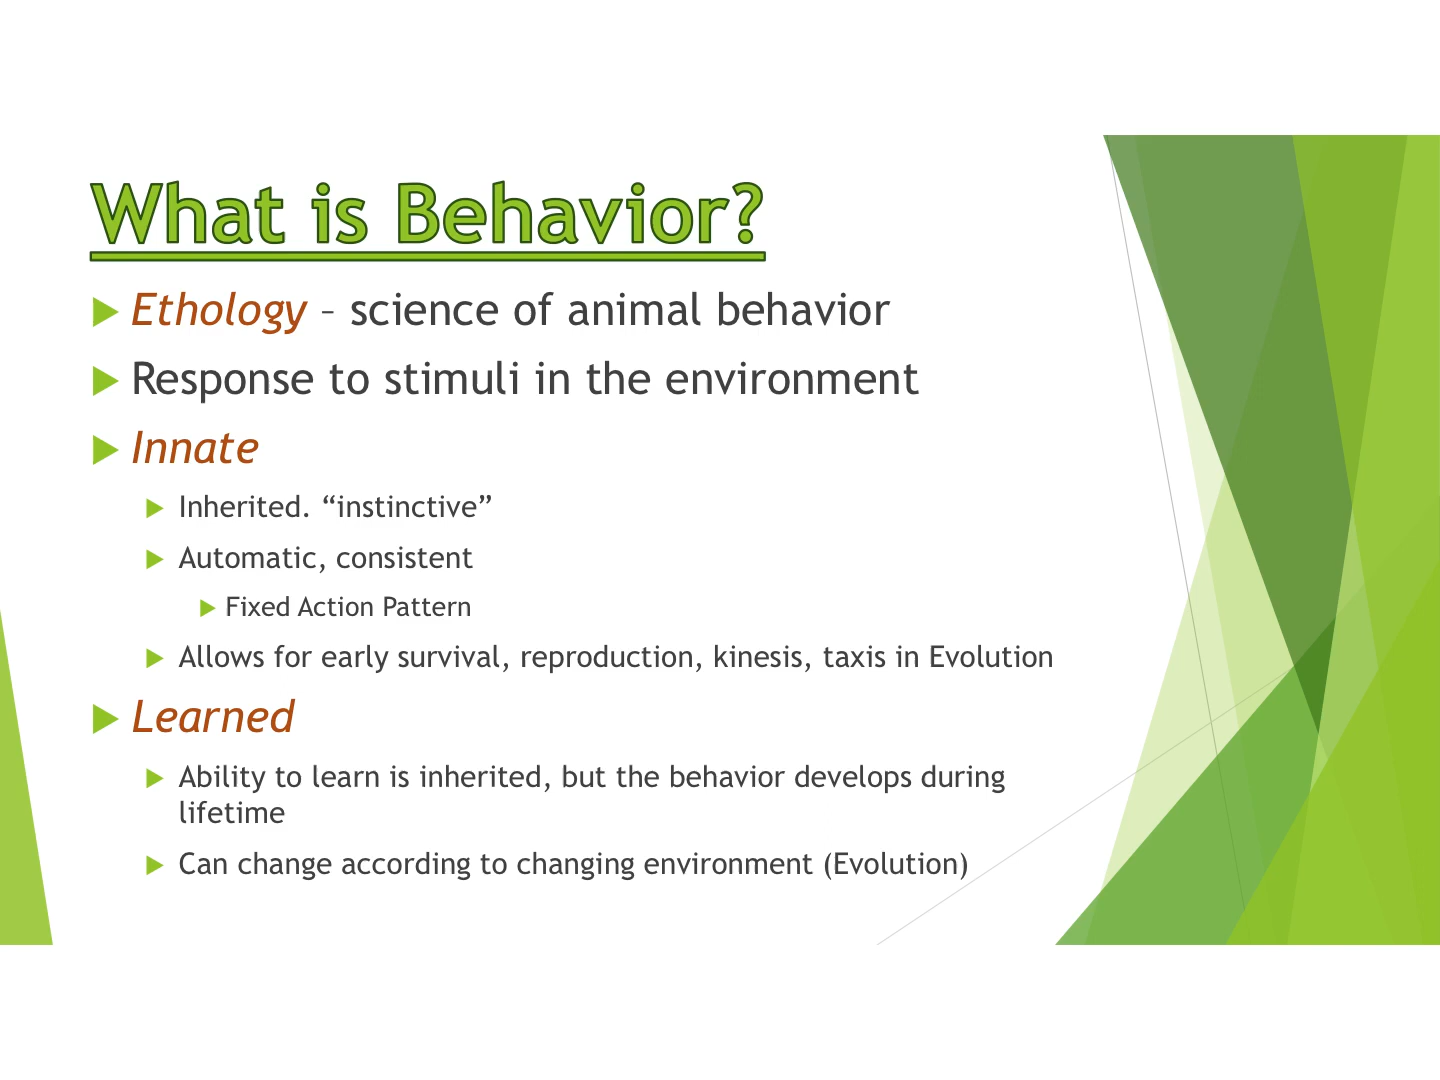 What is Behavior?
Ethology – science of animal behavior
Response to stimuli in the environment
Innate
Inherited. “instinctive”
Automatic, consistent
Fixed Action Pattern
Allows for early survival, reproduction, kinesis, taxis in Evolution
Learned
Ability to learn is inherited, but the behavior develops during
lifetime
Can change according to changing environment (Evolution)